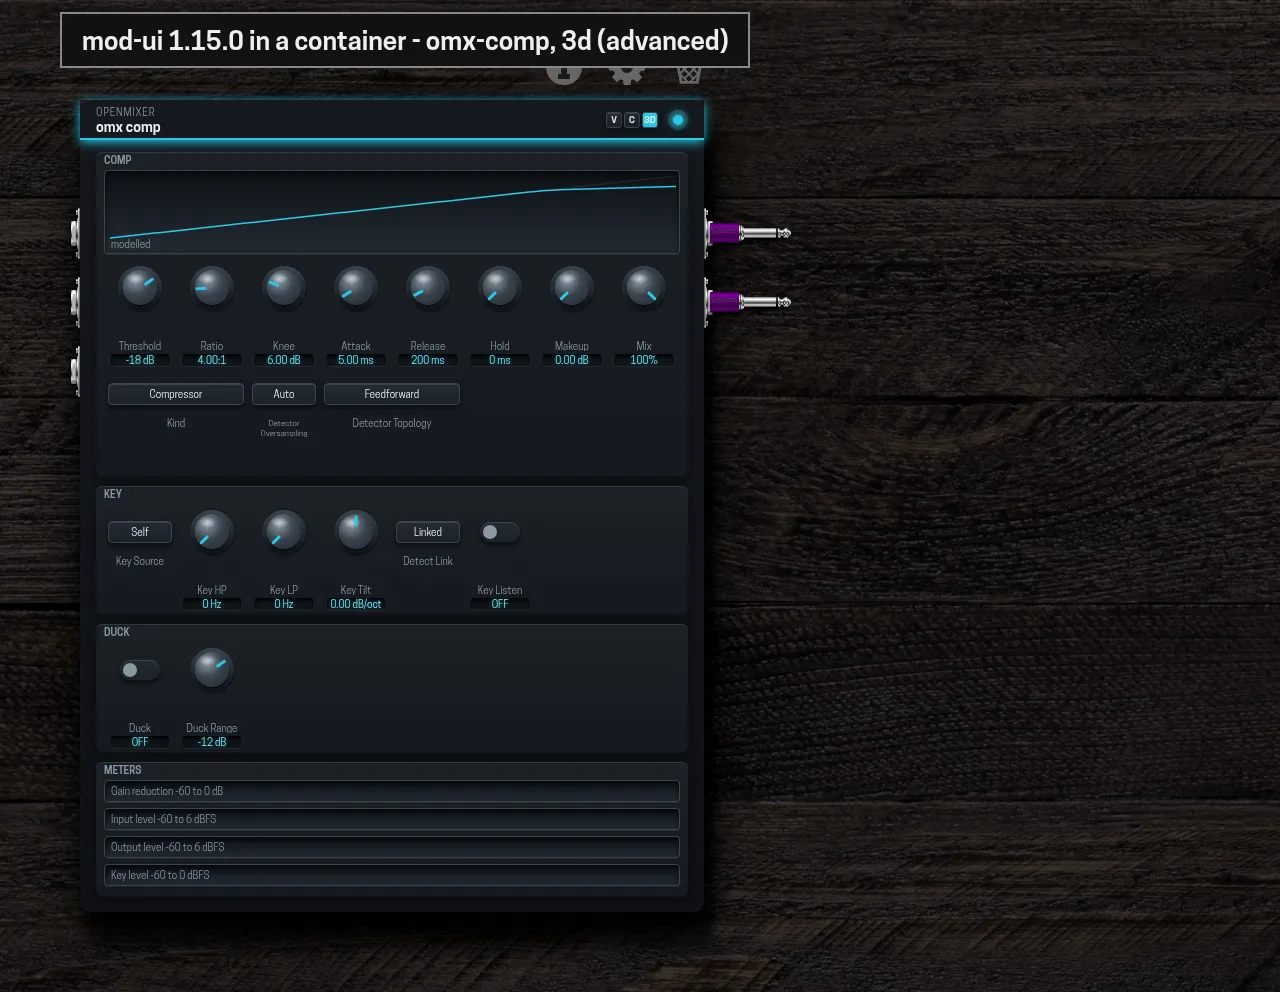 mod-ui 1.15.0 in a container - omx-comp, 3d (advanced)
OPENMIXER
omx comp
V C 3D
COMP
modelled
Threshold Ratio Knee Attack Release Hold Makeup Mix
-18 dB 4.00:1 6.00 dB 5.00 ms 200 ms 0 ms 0.00 dB 100%
Compressor Auto Feedforward
Kind Detector Oversampling Detector Topology
KEY
Self Linked
Key Source Detect Link
Key HP Key LP Key Tilt Key Listen
0 Hz 0 Hz 0.00 dB/oct OFF
DUCK
Duck Duck Range
OFF -12 dB
METERS
Gain reduction -60 to 0 dB
Input level -60 to 6 dBFS
Output level -60 to 6 dBFS
Key level -60 to 0 dBFS